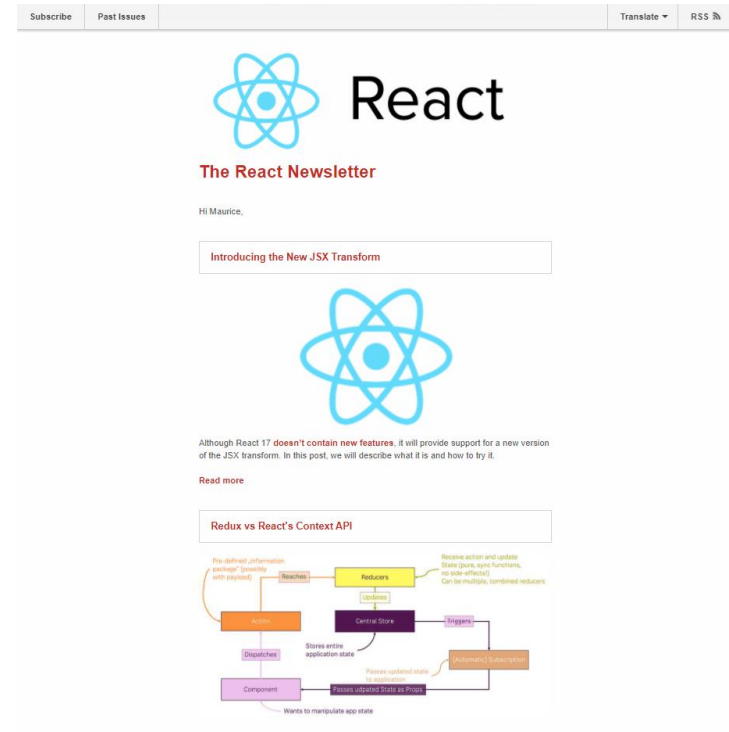 Subscribe
Past Issues
Translate
RSS
React
The React Newsletter
Hi Maurice,
Introducing the New JSX Transform
Although React 17 doesn't contain new features, it will provide support for a new version
of the JSX transform. In this post, we will describe what it is and how to try it.
Read more
Redux vs React's Context API
Pre-defined „information
package" (possibly
with payload)
Reaches
Reducers
Receive action and update
State (pure, sync functions,
no side-effects!)
Can be multiple, combined reducers
Updates
Action
Central Store
Triggers
Stores entire
application state
Dispatches
(Automatic) Subscription
Passes updated state
to application
Component
Passes udpated State as Props
Wants to manipulate app state